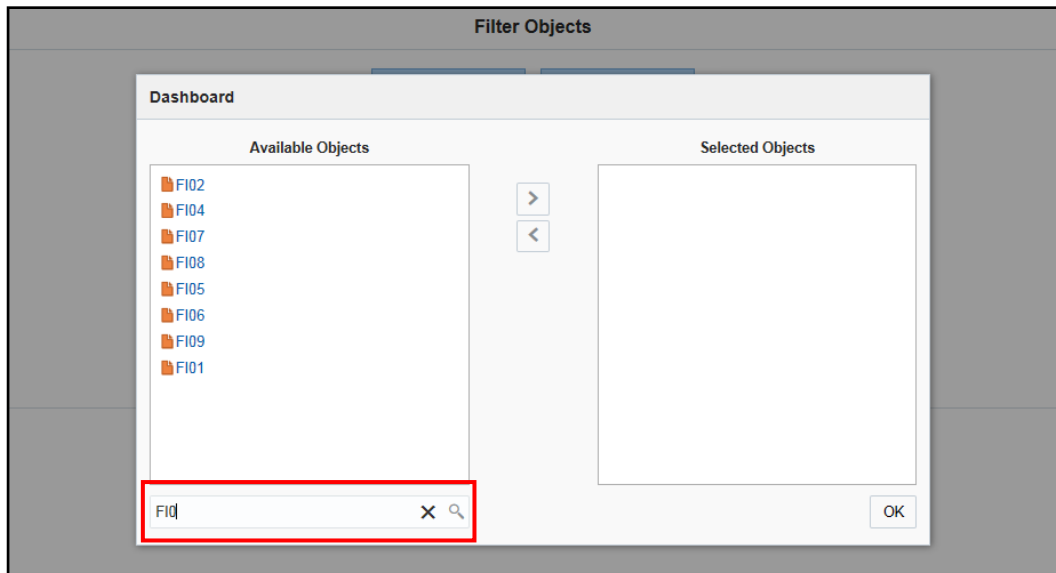 Filter Objects
Dashboard
Available Objects
Selected Objects
FI02
FI04
FI07
FI08
FI05
FI06
FI09
FI01
FI0
OK